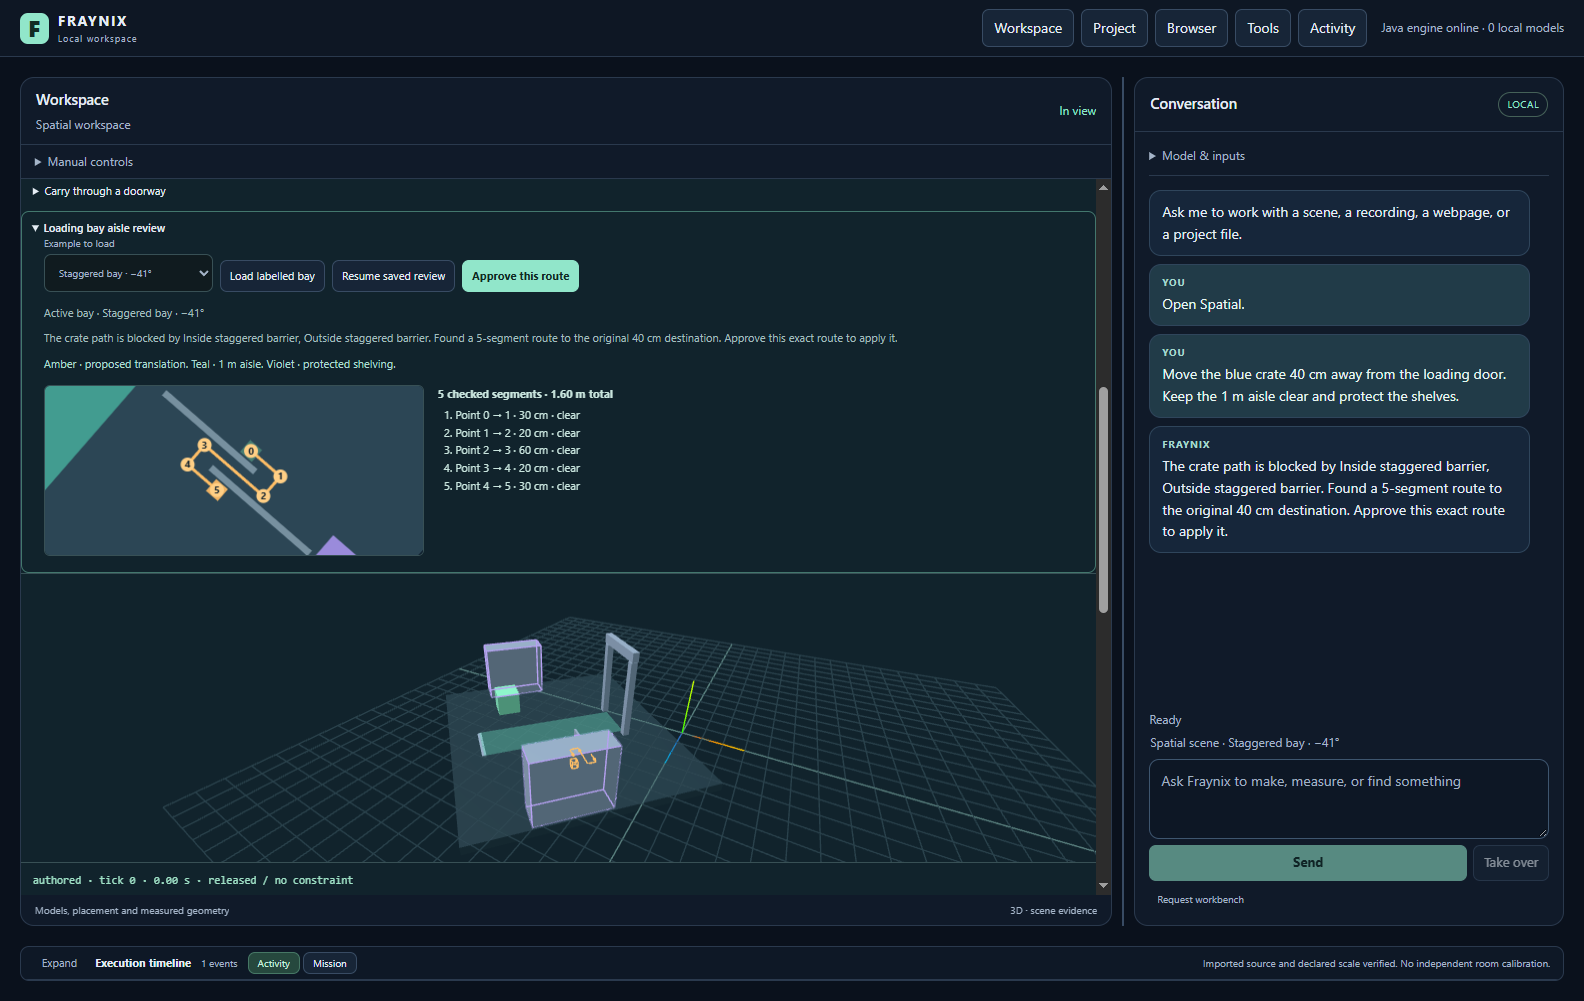 F
FRAYNIX
Local workspace
Workspace
Project
Browser
Tools
Activity
Java engine online · 0 local models
Workspace
Spatial workspace
In view
▶ Manual controls
▶ Carry through a doorway
▼ Loading bay aisle review
Example to load
Staggered bay · −41°
Load labelled bay
Resume saved review
Approve this route
Active bay · Staggered bay · −41°
The crate path is blocked by Inside staggered barrier, Outside staggered barrier. Found a 5-segment route to the original 40 cm destination. Approve this exact route to apply it.
Amber · proposed translation. Teal · 1 m aisle. Violet · protected shelving.
0
1
2
3
4
5
5 checked segments · 1.60 m total
1. Point 0 → 1 · 30 cm · clear
2. Point 1 → 2 · 20 cm · clear
3. Point 2 → 3 · 60 cm · clear
4. Point 3 → 4 · 20 cm · clear
5. Point 4 → 5 · 30 cm · clear
authored · tick 0 · 0.00 s · released / no constraint
Models, placement and measured geometry
3D · scene evidence
Conversation
LOCAL
▶ Model & inputs
Ask me to work with a scene, a recording, a webpage, or
a project file.
YOU
Open Spatial.
YOU
Move the blue crate 40 cm away from the loading door.
Keep the 1 m aisle clear and protect the shelves.
FRAYNIX
The crate path is blocked by Inside staggered barrier,
Outside staggered barrier. Found a 5-segment route to
the original 40 cm destination. Approve this exact route
to apply it.
Ready
Spatial scene · Staggered bay · −41°
Ask Fraynix to make, measure, or find something
Send
Take over
Request workbench
Expand
Execution timeline
1 events
Activity
Mission
Imported source and declared scale verified. No independent room calibration.